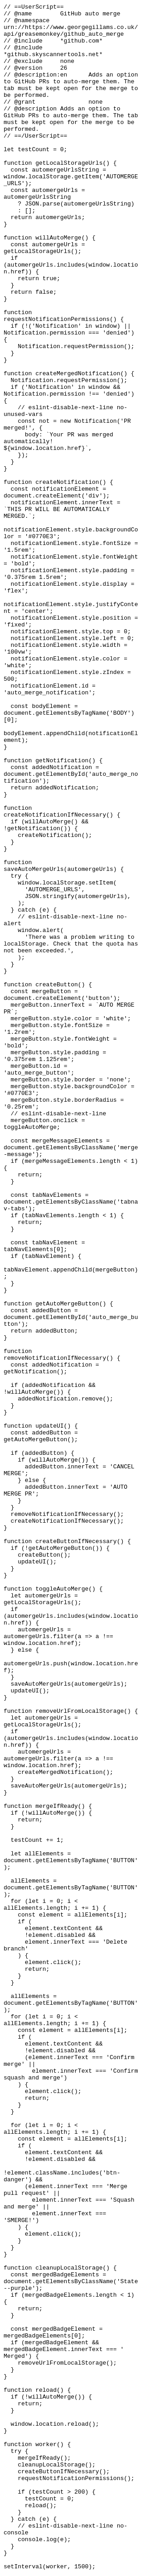 // ==UserScript==
// @name        GitHub auto merge
// @namespace
urn://https://www.georgegillams.co.uk/
api/greasemonkey/github_auto_merge
// @include     *github.com*
// @include
*github.skyscannertools.net*
// @exclude     none
// @version     26
// @description:en      Adds an option
to GitHub PRs to auto-merge them. The
tab must be kept open for the merge to
be performed.
// @grant               none
// @description Adds an option to
GitHub PRs to auto-merge them. The tab
must be kept open for the merge to be
performed.
// ==/UserScript==

let testCount = 0;

function getLocalStorageUrls() {
  const automergeUrlsString =
window.localStorage.getItem('AUTOMERGE
_URLS');
  const automergeUrls =
automergeUrlsString
    ? JSON.parse(automergeUrlsString)
    : [];
  return automergeUrls;
}

function willAutoMerge() {
  const automergeUrls =
getLocalStorageUrls();
  if
(automergeUrls.includes(window.locatio
n.href)) {
    return true;
  }
  return false;
}

function
requestNotificationPermissions() {
  if (!('Notification' in window) ||
Notification.permission === 'denied')
{
    Notification.requestPermission();
  }
}

function createMergedNotification() {
  Notification.requestPermission();
  if ('Notification' in window &&
Notification.permission !== 'denied')
{
    // eslint-disable-next-line no-
unused-vars
    const not = new Notification('PR
merged!', {
      body: `Your PR was merged
automatically!
${window.location.href}`,
    });
  }
}

function createNotification() {
  const notificationElement =
document.createElement('div');
  notificationElement.innerText =
`THIS PR WILL BE AUTOMATICALLY
MERGED.`;

notificationElement.style.backgroundCo
lor = '#0770E3';
  notificationElement.style.fontSize =
'1.5rem';
  notificationElement.style.fontWeight
= 'bold';
  notificationElement.style.padding =
'0.375rem 1.5rem';
  notificationElement.style.display =
'flex';

notificationElement.style.justifyConte
nt = 'center';
  notificationElement.style.position =
'fixed';
  notificationElement.style.top = 0;
  notificationElement.style.left = 0;
  notificationElement.style.width =
'100vw';
  notificationElement.style.color =
'white';
  notificationElement.style.zIndex =
500;
  notificationElement.id =
'auto_merge_notification';

  const bodyElement =
document.getElementsByTagName('BODY')
[0];

bodyElement.appendChild(notificationEl
ement);
}

function getNotification() {
  const addedNotification =
document.getElementById('auto_merge_no
tification');
  return addedNotification;
}

function
createNotificationIfNecessary() {
  if (willAutoMerge() &&
!getNotification()) {
    createNotification();
  }
}

function
saveAutoMergeUrls(automergeUrls) {
  try {
    window.localStorage.setItem(
      'AUTOMERGE_URLS',
      JSON.stringify(automergeUrls),
    );
  } catch (e) {
    // eslint-disable-next-line no-
alert
    window.alert(
      'There was a problem writing to
localStorage. Check that the quota has
not been exceeded.',
    );
  }
}

function createButton() {
  const mergeButton =
document.createElement('button');
  mergeButton.innerText = `AUTO MERGE
PR`;
  mergeButton.style.color = 'white';
  mergeButton.style.fontSize =
'1.2rem';
  mergeButton.style.fontWeight =
'bold';
  mergeButton.style.padding =
'0.375rem 1.125rem';
  mergeButton.id =
'auto_merge_button';
  mergeButton.style.border = 'none';
  mergeButton.style.backgroundColor =
'#0770E3';
  mergeButton.style.borderRadius =
'0.25rem';
  // eslint-disable-next-line
  mergeButton.onclick =
toggleAutoMerge;

  const mergeMessageElements =
document.getElementsByClassName('merge
-message');
  if (mergeMessageElements.length < 1)
{
    return;
  }

  const tabNavElements =
document.getElementsByClassName('tabna
v-tabs');
  if (tabNavElements.length < 1) {
    return;
  }

  const tabNavElement =
tabNavElements[0];
  if (tabNavElement) {

tabNavElement.appendChild(mergeButton)
;
  }
}

function getAutoMergeButton() {
  const addedButton =
document.getElementById('auto_merge_bu
tton');
  return addedButton;
}

function
removeNotificationIfNecessary() {
  const addedNotification =
getNotification();

  if (addedNotification &&
!willAutoMerge()) {
    addedNotification.remove();
  }
}

function updateUI() {
  const addedButton =
getAutoMergeButton();

  if (addedButton) {
    if (willAutoMerge()) {
      addedButton.innerText = 'CANCEL
MERGE';
    } else {
      addedButton.innerText = 'AUTO
MERGE PR';
    }
  }
  removeNotificationIfNecessary();
  createNotificationIfNecessary();
}

function createButtonIfNecessary() {
  if (!getAutoMergeButton()) {
    createButton();
    updateUI();
  }
}

function toggleAutoMerge() {
  let automergeUrls =
getLocalStorageUrls();
  if
(automergeUrls.includes(window.locatio
n.href)) {
    automergeUrls =
automergeUrls.filter(a => a !==
window.location.href);
  } else {

automergeUrls.push(window.location.hre
f);
  }
  saveAutoMergeUrls(automergeUrls);
  updateUI();
}

function removeUrlFromLocalStorage() {
  let automergeUrls =
getLocalStorageUrls();
  if
(automergeUrls.includes(window.locatio
n.href)) {
    automergeUrls =
automergeUrls.filter(a => a !==
window.location.href);
    createMergedNotification();
  }
  saveAutoMergeUrls(automergeUrls);
}

function mergeIfReady() {
  if (!willAutoMerge()) {
    return;
  }

  testCount += 1;

  let allElements =
document.getElementsByTagName('BUTTON'
);

  allElements =
document.getElementsByTagName('BUTTON'
);
  for (let i = 0; i <
allElements.length; i += 1) {
    const element = allElements[i];
    if (
      element.textContent &&
      !element.disabled &&
      element.innerText === 'Delete
branch'
    ) {
      element.click();
      return;
    }
  }

  allElements =
document.getElementsByTagName('BUTTON'
);
  for (let i = 0; i <
allElements.length; i += 1) {
    const element = allElements[i];
    if (
      element.textContent &&
      !element.disabled &&
      (element.innerText === 'Confirm
merge' ||
        element.innerText === 'Confirm
squash and merge')
    ) {
      element.click();
      return;
    }
  }

  for (let i = 0; i <
allElements.length; i += 1) {
    const element = allElements[i];
    if (
      element.textContent &&
      !element.disabled &&

!element.className.includes('btn-
danger') &&
      (element.innerText === 'Merge
pull request' ||
        element.innerText === 'Squash
and merge' ||
        element.innerText ===
'SMERGE!')
    ) {
      element.click();
    }
  }
}

function cleanupLocalStorage() {
  const mergedBadgeElements =
document.getElementsByClassName('State
--purple');
  if (mergedBadgeElements.length < 1)
{
    return;
  }

  const mergedBadgeElement =
mergedBadgeElements[0];
  if (mergedBadgeElement &&
mergedBadgeElement.innerText === '
Merged') {
    removeUrlFromLocalStorage();
  }
}

function reload() {
  if (!willAutoMerge()) {
    return;
  }

  window.location.reload();
}

function worker() {
  try {
    mergeIfReady();
    cleanupLocalStorage();
    createButtonIfNecessary();
    requestNotificationPermissions();

    if (testCount > 200) {
      testCount = 0;
      reload();
    }
  } catch (e) {
    // eslint-disable-next-line no-
console
    console.log(e);
  }
}

setInterval(worker, 1500);